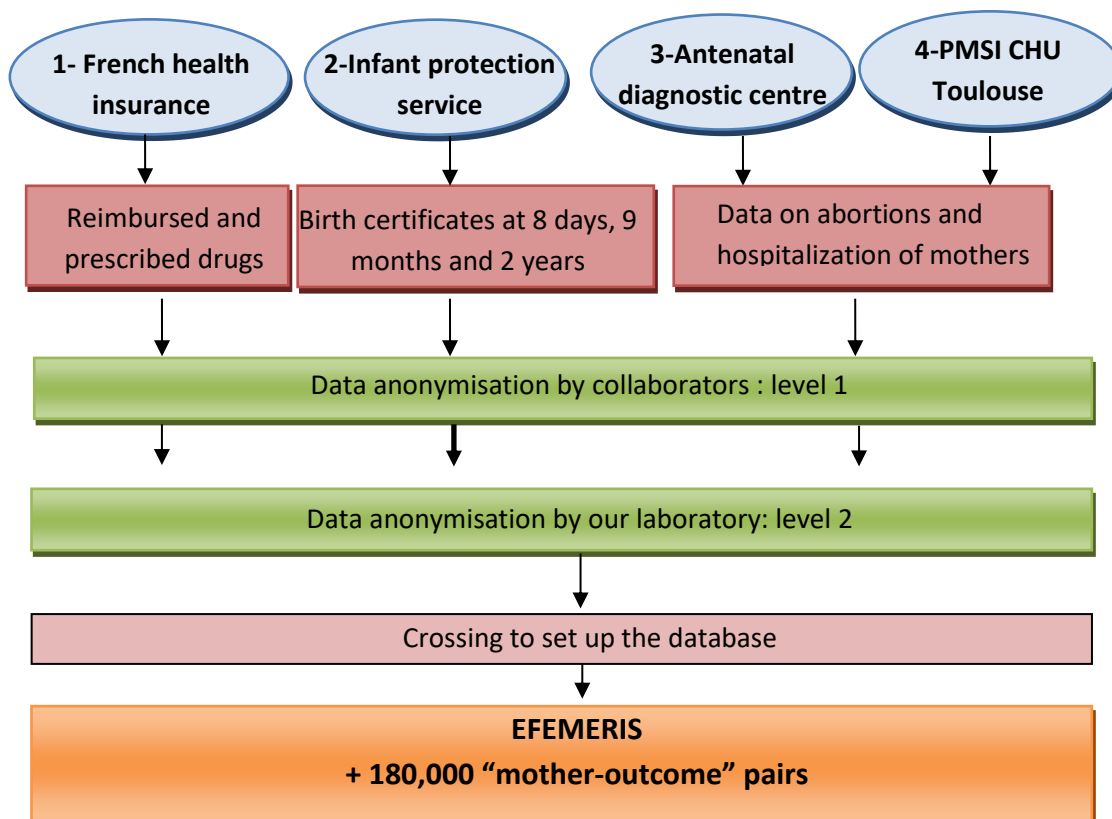 1- French health
insurance
2-Infant protection
service
3-Antenatal
diagnostic centre
4-PMSI CHU
Toulouse
Reimbursed and
prescribed drugs
Birth certificates at 8 days, 9
months and 2 years
Data on abortions and
hospitalization of mothers
Data anonymisation by collaborators : level 1
Data anonymisation by our laboratory: level 2
Crossing to set up the database
EFEMERIS
+ 180,000 “mother-outcome” pairs